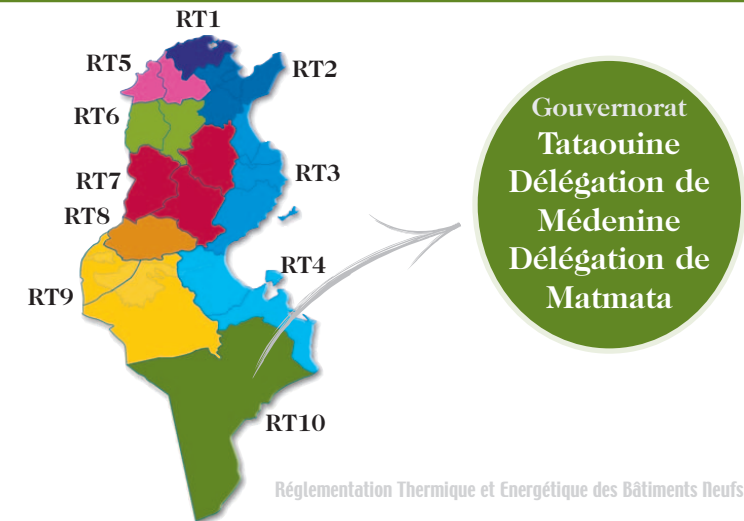 RT1
RT5
RT2
RT6
RT7
RT3
RT8
RT4
RT9
RT10
Gouvernorat
Tataouine
Délégation de
Médenine
Délégation de
Matmata
Réglementation Thermique et Energétique des Bâtiments Neufs